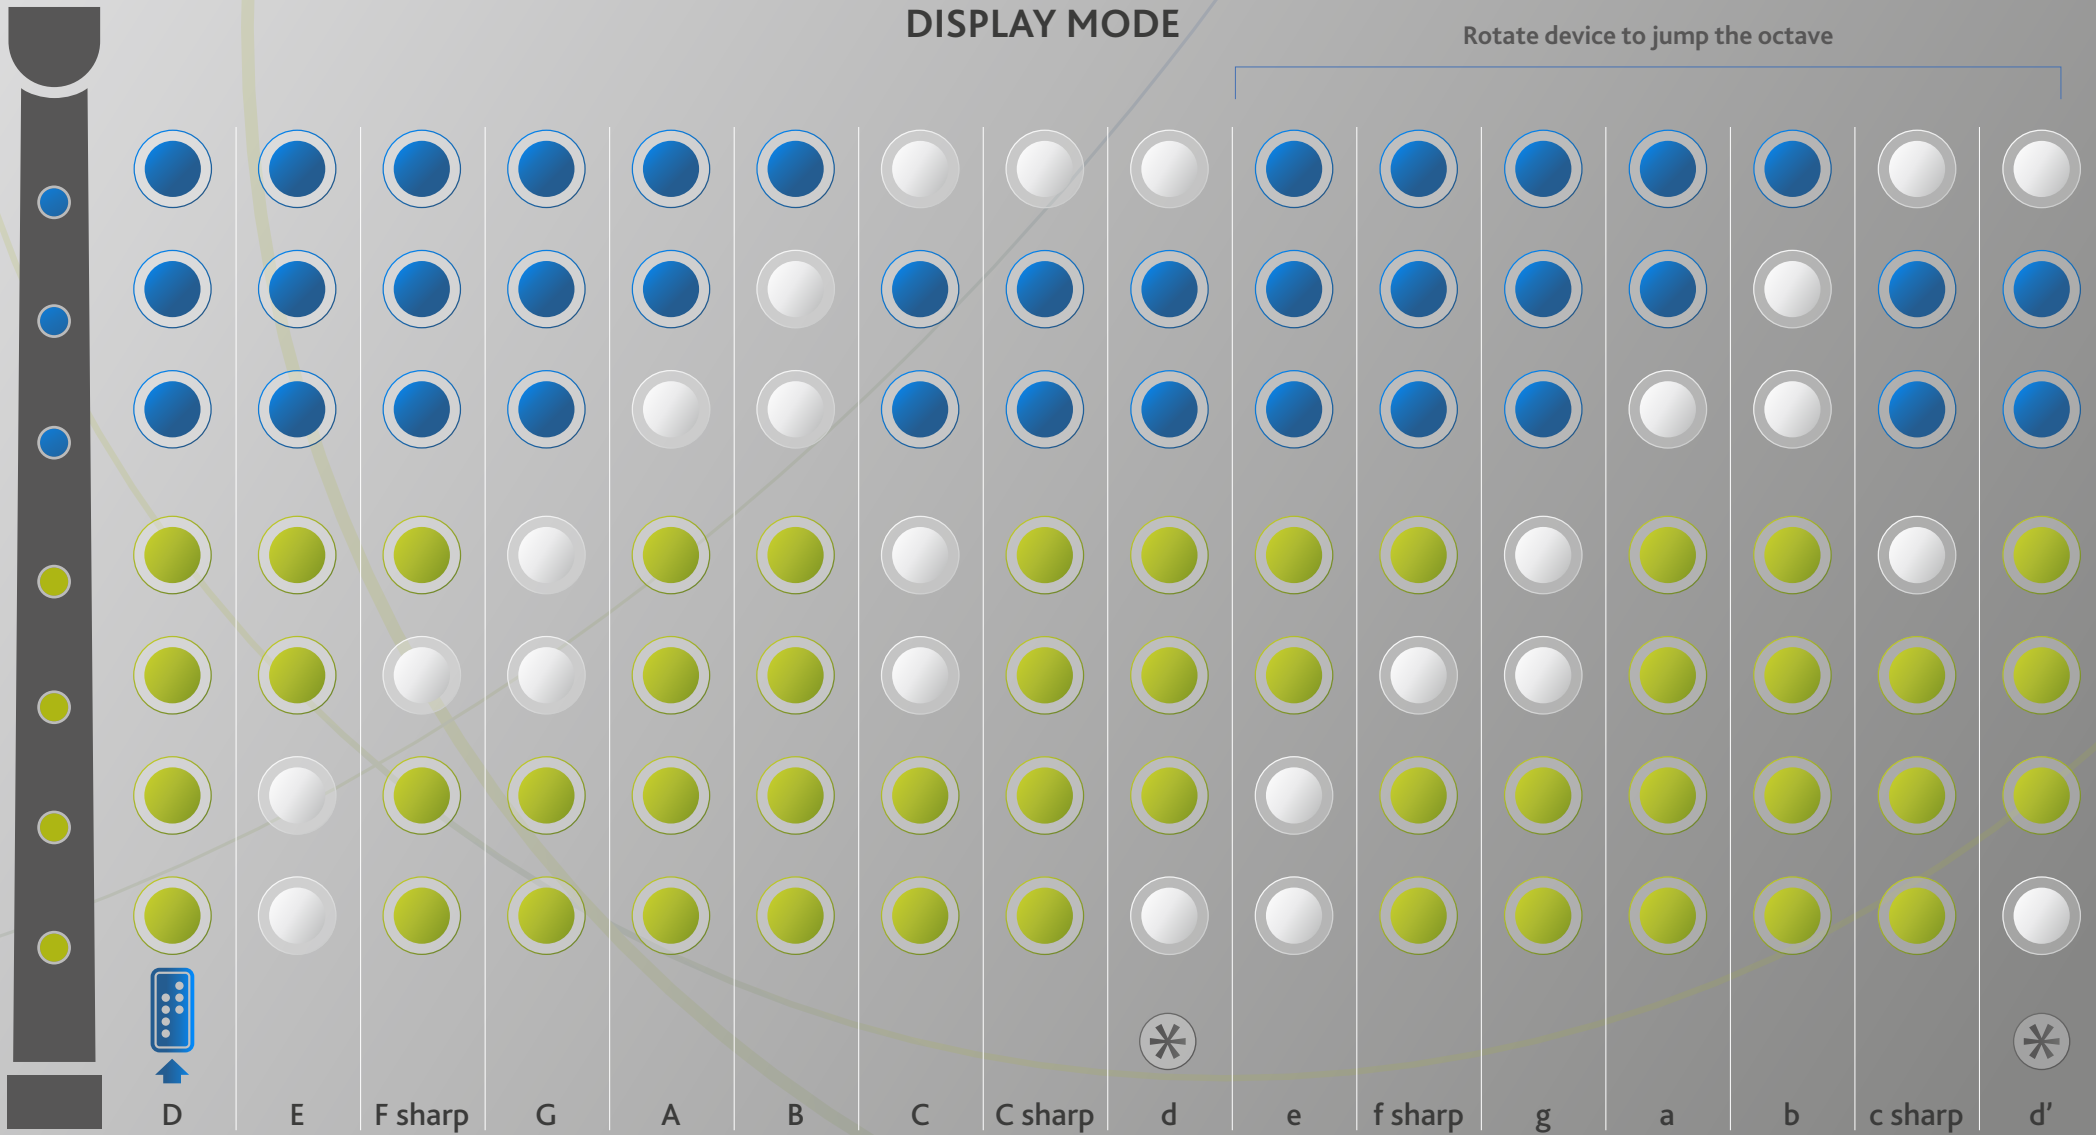 DISPLAY MODE
Rotate device to jump the octave
D E F sharp G A B C C sharp d e f sharp g a b c sharp d’